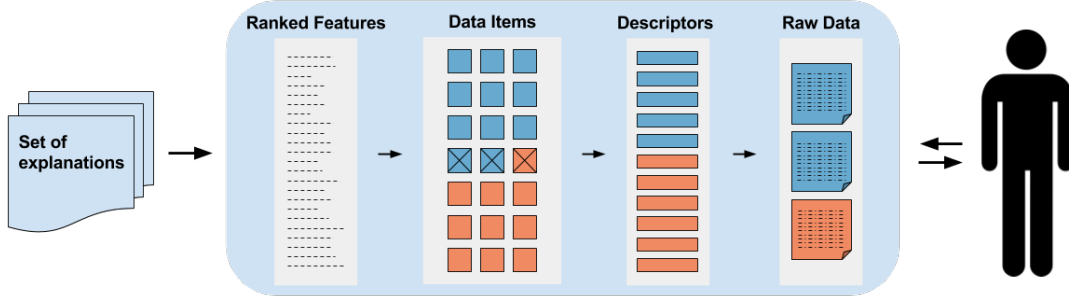 Ranked Features
Data Items
Descriptors
Raw Data
Set of
explanations